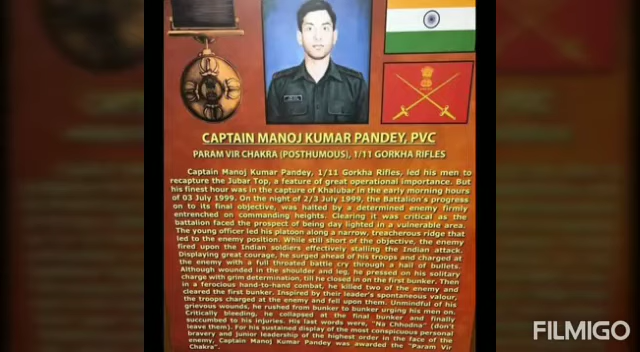 CAPTAIN MANOJ KUMAR PANDEY, PVC
PARAM VIR CHAKRA (POSTHUMOUS), 1/11 GORKHA RIFLES
Captain Manoj Kumar Pandey, 1/11 Gorkha Rifles, led his men to
recapture the Jubar Top, a feature of great operational importance. But
his finest hour was in the capture of Khalubar in the early morning hours
of 03 July 1999. On the night of 2/3 July 1999, the Battalion's progress
on to its final objective, was halted by a determined enemy firmly
entrenched on commanding heights. Clearing it was critical as the
battalion faced the prospect of being day lighted in a vulnerable area.
The young officer led his platoon along a narrow, treacherous ridge that
led to the enemy position. While still short of the objective, the enemy
fired upon the Indian soldiers effectively stalling the Indian attack.
Displaying great courage, he surged ahead of his troops and charged at
the enemy with a full throated battle cry through a hail of bullets.
Although wounded in the shoulder and leg, he pressed on his solitary
charge with grim determination, till he closed in on the first bunker. Then
in a ferocious hand-to-hand combat, he killed two of the enemy and
cleared the first bunker. Inspired by their leader's spontaneous valour,
the troops charged at the enemy and fell upon them. Unmindful of his
grievous wounds, he rushed from bunker to bunker urging his men on.
Critically bleeding, he collapsed at the final bunker and finally
succumbed to his injuries. His last words were, "Na Chhodna" (don't
leave them). For his sustained display of the most conspicuous personal
bravery and junior leadership of the highest order in the face of the
enemy, Captain Manoj Kumar Pandey was awarded the "Param Vir
Chakra".
FILMIGO